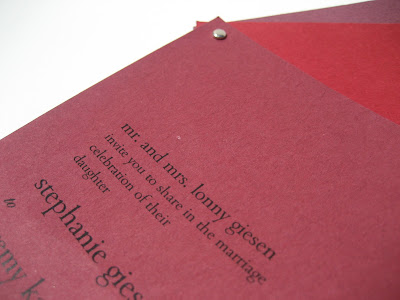 mr. and mrs. lonny giesen
invite you to share in the marriage
celebration of their
daughter
stephanie gies
to
emy k